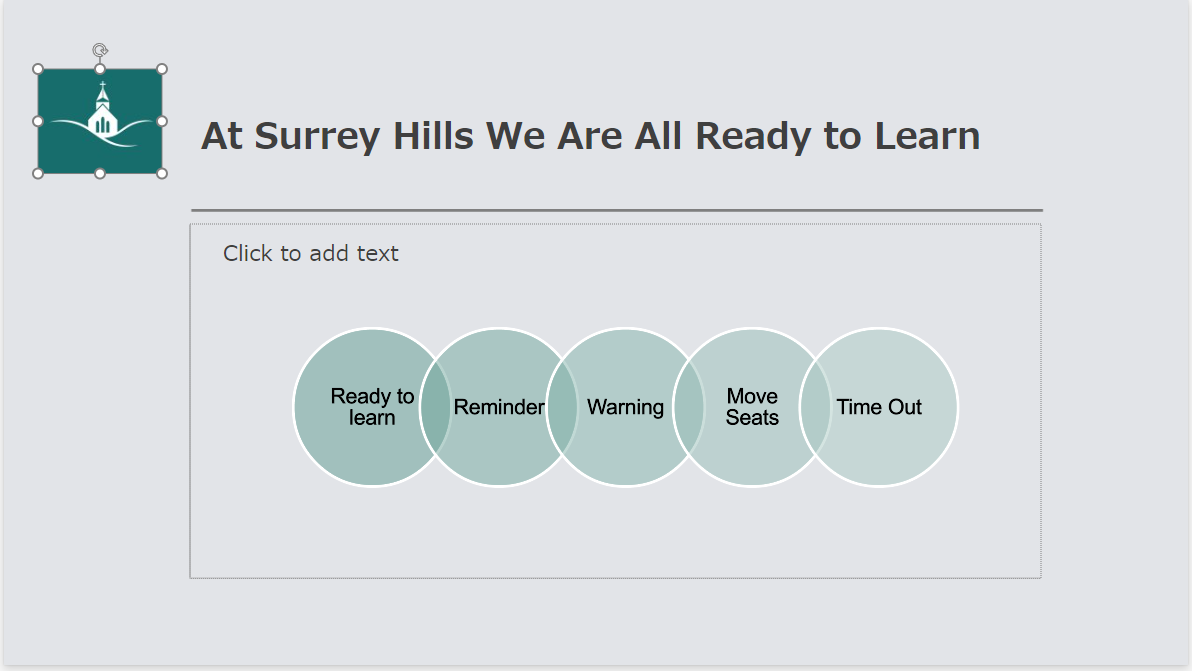 At Surrey Hills We Are All Ready to Learn
Click to add text
Ready to
learn
Reminder
Warning
Move
Seats
Time Out